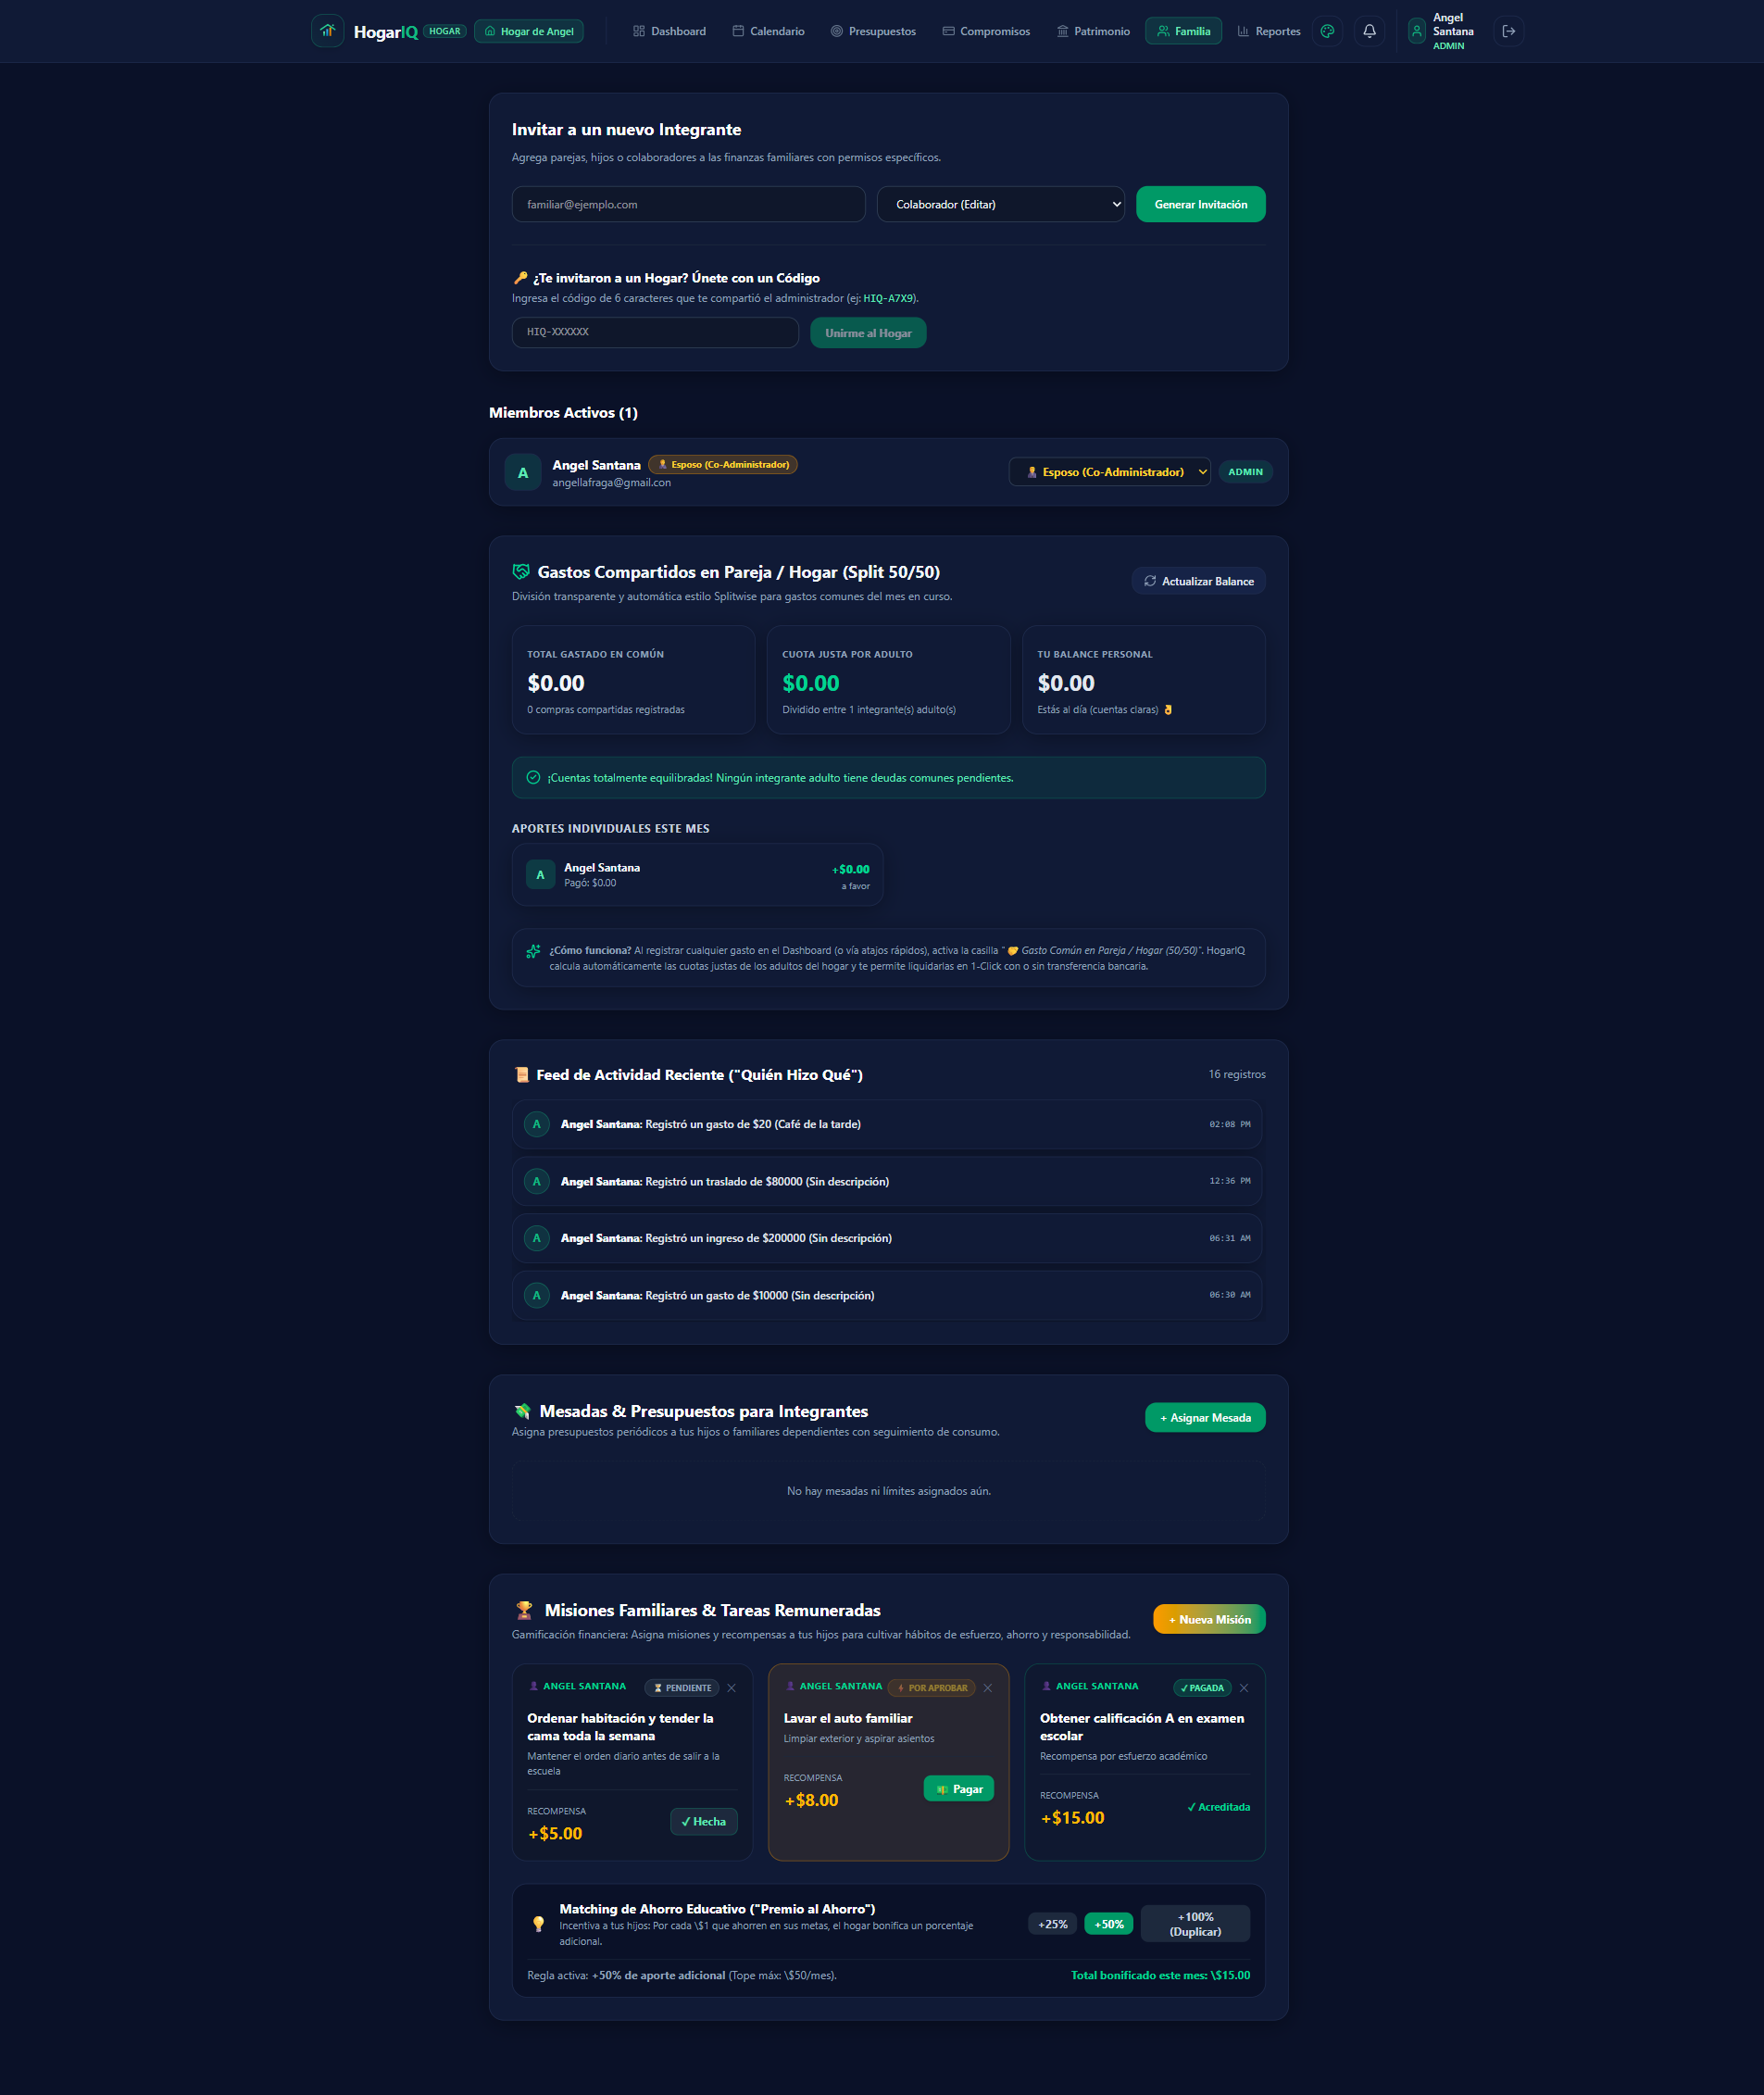 HogarIQ HOGAR Hogar de Angel Dashboard Calendario Presupuestos Compromisos Patrimonio Familia Reportes Angel Santana ADMIN
Invitar a un nuevo Integrante
Agrega parejas, hijos o colaboradores a las finanzas familiares con permisos específicos.
familiar@ejemplo.com Colaborador (Editar) Generar Invitación
🔑 ¿Te invitaron a un Hogar? Únete con un Código
Ingresa el código de 6 caracteres que te compartió el administrador (ej: HIQ-A7X9).
HIQ-XXXXXX Unirme al Hogar
Miembros Activos (1)
A Angel Santana Esposo (Co-Administrador)
angellafraga@gmail.con
Esposo (Co-Administrador) ADMIN
Gastos Compartidos en Pareja / Hogar (Split 50/50)
División transparente y automática estilo Splitwise para gastos comunes del mes en curso.
Actualizar Balance
TOTAL GASTADO EN COMÚN
$0.00
0 compras compartidas registradas
CUOTA JUSTA POR ADULTO
$0.00
Dividido entre 1 integrante(s) adulto(s)
TU BALANCE PERSONAL
$0.00
Estás al día (cuentas claras) 👌
¡Cuentas totalmente equilibradas! Ningún integrante adulto tiene deudas comunes pendientes.
APORTES INDIVIDUALES ESTE MES
A Angel Santana
Pagó: $0.00
+$0.00
a favor
¿Cómo funciona? Al registrar cualquier gasto en el Dashboard (o vía atajos rápidos), activa la casilla "🤝 Gasto Común en Pareja / Hogar (50/50)". HogarIQ
calcula automáticamente las cuotas justas de los adultos del hogar y te permite liquidarlas en 1-Click con o sin transferencia bancaria.
📜 Feed de Actividad Reciente ("Quién Hizo Qué") 16 registros
A Angel Santana: Registró un gasto de $20 (Café de la tarde) 02:08 PM
A Angel Santana: Registró un traslado de $80000 (Sin descripción) 12:36 PM
A Angel Santana: Registró un ingreso de $200000 (Sin descripción) 06:31 AM
A Angel Santana: Registró un gasto de $10000 (Sin descripción) 06:30 AM
💸 Mesadas & Presupuestos para Integrantes
Asigna presupuestos periódicos a tus hijos o familiares dependientes con seguimiento de consumo.
+ Asignar Mesada
No hay mesadas ni límites asignados aún.
🏆 Misiones Familiares & Tareas Remuneradas
Gamificación financiera: Asigna misiones y recompensas a tus hijos para cultivar hábitos de esfuerzo, ahorro y responsabilidad.
+ Nueva Misión
👤 ANGEL SANTANA ⏳ PENDIENTE
Ordenar habitación y tender la
cama toda la semana
Mantener el orden diario antes de salir a la
escuela
RECOMPENSA
+$5.00
✓ Hecha
👤 ANGEL SANTANA ⚡ POR APROBAR
Lavar el auto familiar
Limpiar exterior y aspirar asientos
RECOMPENSA
+$8.00
💵 Pagar
👤 ANGEL SANTANA ✓ PAGADA
Obtener calificación A en examen
escolar
Recompensa por esfuerzo académico
RECOMPENSA
+$15.00
✓ Acreditada
💡 Matching de Ahorro Educativo ("Premio al Ahorro")
Incentiva a tus hijos: Por cada \$1 que ahorren en sus metas, el hogar bonifica un porcentaje
adicional.
+25% +50% +100%
(Duplicar)
Regla activa: +50% de aporte adicional (Tope máx: \$50/mes).
Total bonificado este mes: \$15.00